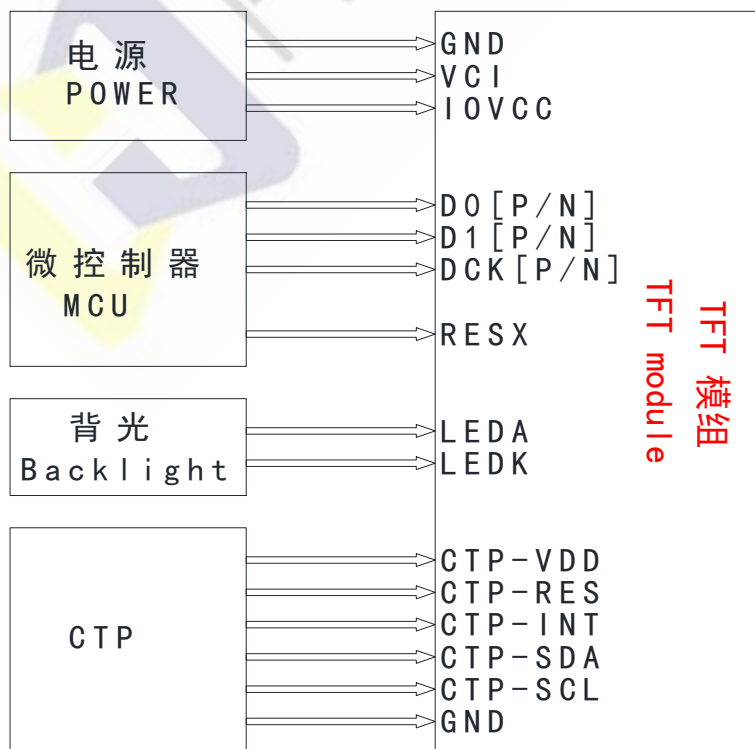 电源
POWER
GND
VCI
IOVCC
微控制器
MCU
D0[P/N]
D1[P/N]
DCK[P/N]
RESX
背光
Backlight
LEDA
LEDK
CTP
CTP-VDD
CTP-RES
CTP-INT
CTP-SDA
CTP-SCL
GND
TFT 模组
TFT module